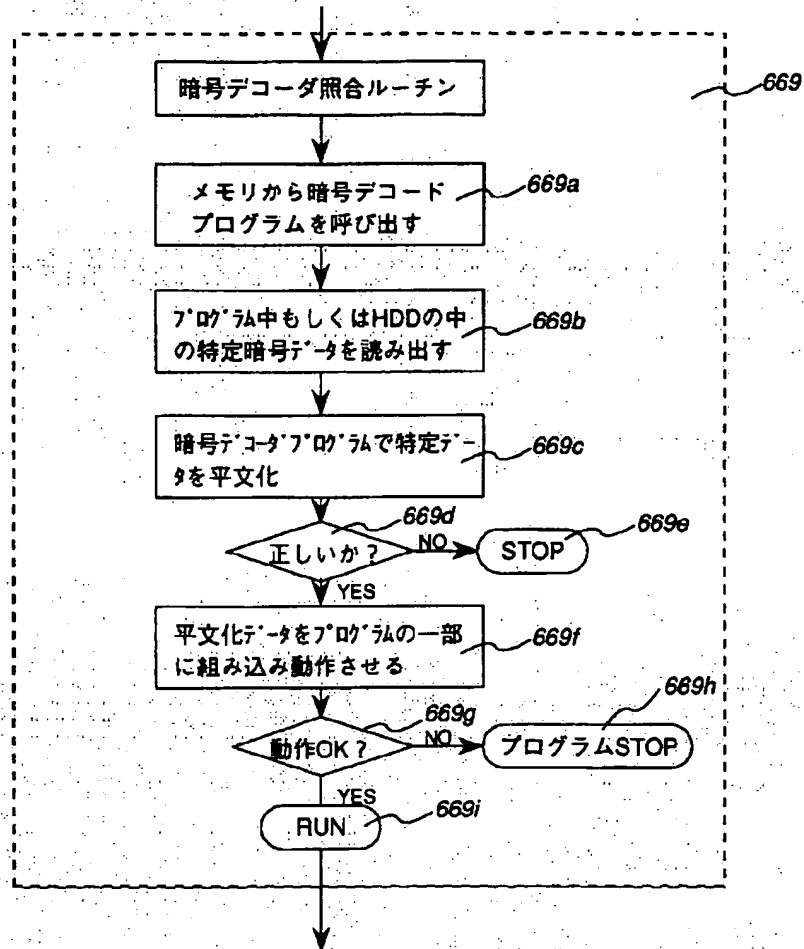 669
暗号デコーダ照合ルーチン
メモリから暗号デコード
プログラムを呼び出す
669a
プログラム中もしくはHDDの中
の特定暗号データを読み出す
669b
暗号デコーダプログラムで特定デー
タを平文化
669c
669d
正しいか?
NO
STOP
669e
YES
平文化データをプログラムの一部
に組み込み動作させる
669f
669g
動作OK?
NO
プログラムSTOP
669h
YES
RUN
669i